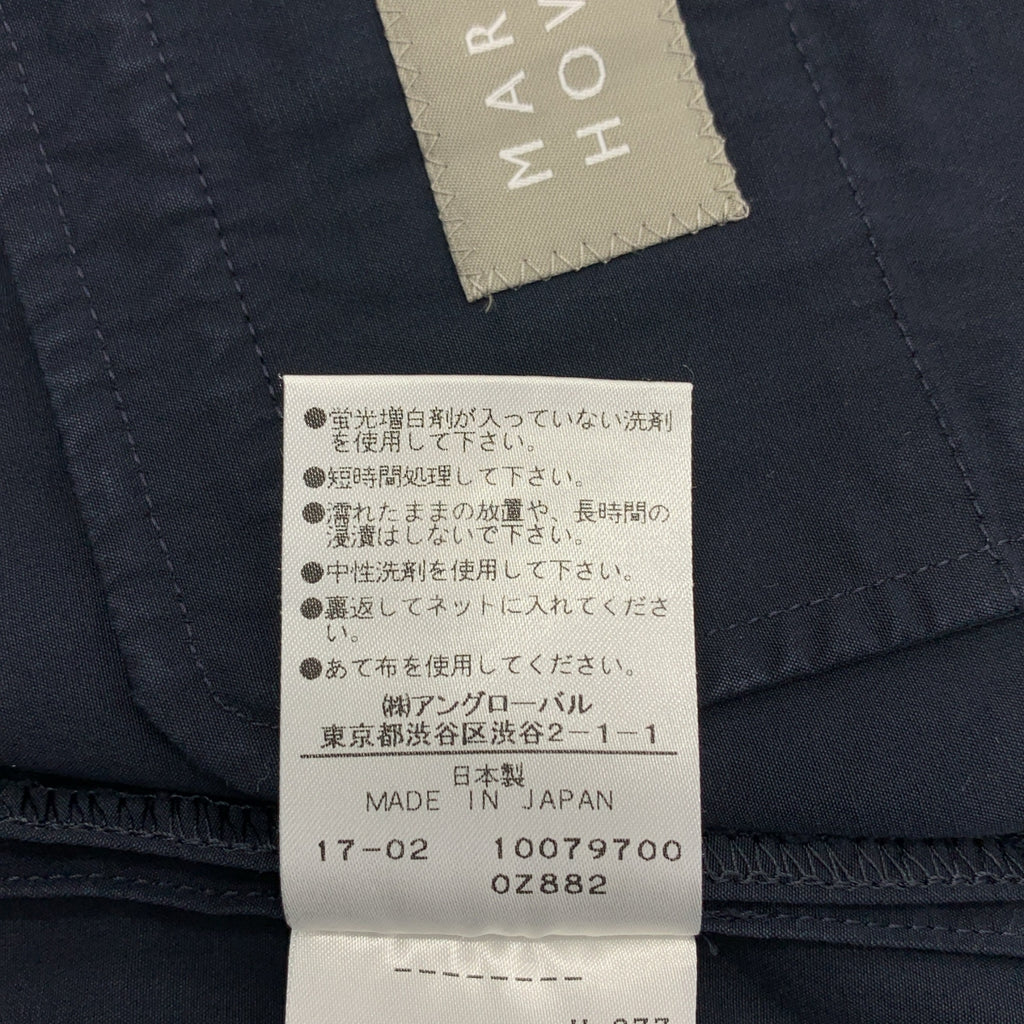 MAR
HOW
●蛍光増白剤が入っていない洗剤
を使用して下さい。
●短時間処理して下さい。
●濡れたままの放置や、長時間の
浸漬はしないで下さい。
●中性洗剤を使用して下さい。
●裏返してネットに入れてくださ
い。
●あて布を使用してください。
㈱アングローバル
東京都渋谷区渋谷2-1-1
日本製
MADE IN JAPAN
17-02 10079700
0Z882
--------